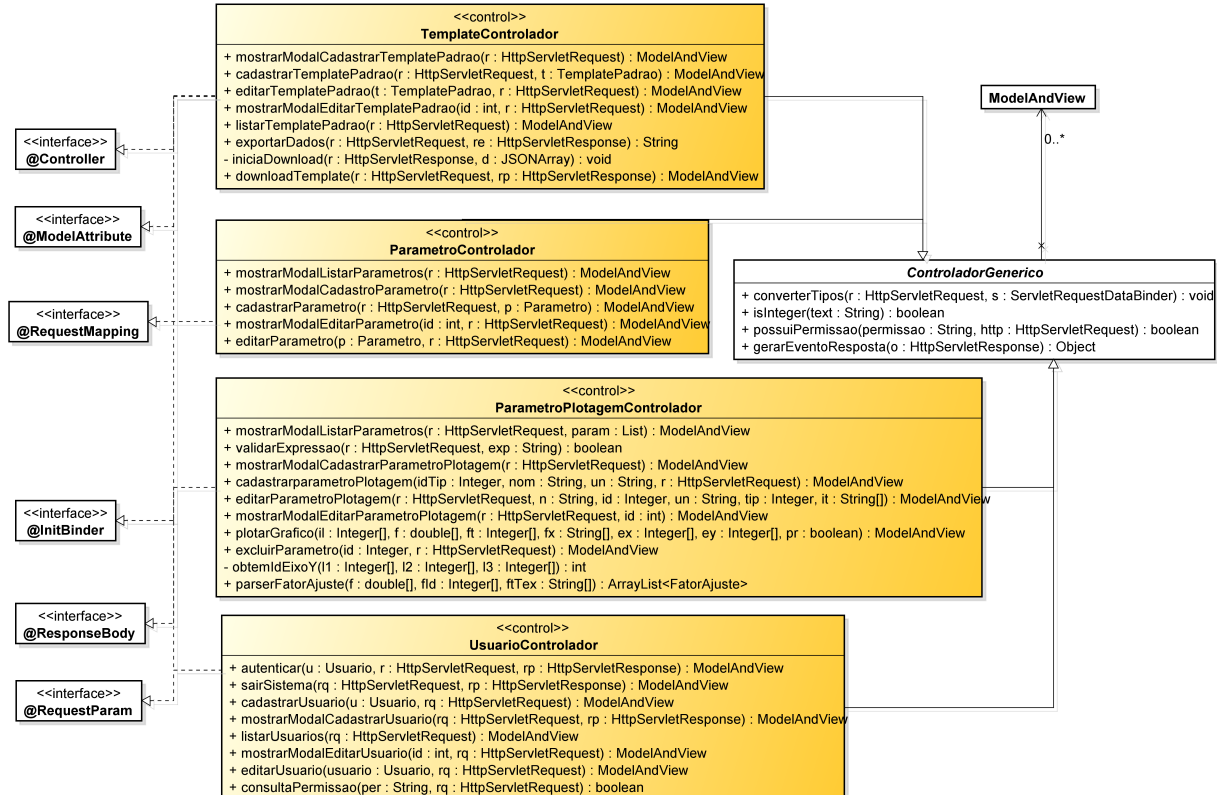 <<control>>
TemplateControlador
+ mostrarModalCadastrarTemplatePadrao(r : HttpServletRequest) : ModelAndView
+ cadastrarTemplatePadrao(r : HttpServletRequest, t : TemplatePadrao) : ModelAndView
+ editarTemplatePadrao(t : TemplatePadrao, r : HttpServletRequest) : ModelAndView
+ mostrarModalEditarTemplatePadrao(id : int, r : HttpServletRequest) : ModelAndView
+ listarTemplatePadrao(r : HttpServletRequest) : ModelAndView
+ exportarDados(r : HttpServletRequest, re : HttpServletResponse) : String
- iniciaDownload(r : HttpServletResponse, d : JSONArray) : void
+ downloadTemplate(r : HttpServletRequest, rp : HttpServletResponse) : ModelAndView
ModelAndView
0..*
<<interface>>
@Controller
<<interface>>
@ModelAttribute
<<interface>>
@RequestMapping
<<control>>
ParametroControlador
+ mostrarModalListarParametros(r : HttpServletRequest) : ModelAndView
+ mostrarModalCadastroParametro(r : HttpServletRequest) : ModelAndView
+ cadastrarParametro(r : HttpServletRequest, p : Parametro) : ModelAndView
+ mostrarModalEditarParametro(id : int, r : HttpServletRequest) : ModelAndView
+ editarParametro(p : Parametro, r : HttpServletRequest) : ModelAndView
ControladorGenerico
+ converterTipos(r : HttpServletRequest, s : ServletRequestDataBinder) : void
+ isInteger(text : String) : boolean
+ possuiPermissao(permissao : String, http : HttpServletRequest) : boolean
+ gerarEventoResposta(o : HttpServletResponse) : Object
<<control>>
ParametroPlotagemControlador
+ mostrarModalListarParametros(r : HttpServletRequest, param : List) : ModelAndView
+ validarExpressao(r : HttpServletRequest, exp : String) : boolean
+ mostrarModalCadastrarParametroPlotagem(r : HttpServletRequest) : ModelAndView
+ cadastrarparametroPlotagem(idTip : Integer, nom : String, un : String, r : HttpServletRequest) : ModelAndView
+ editarParametroPlotagem(r : HttpServletRequest, n : String, id : Integer, un : String, tip : Integer, it : String[]) : ModelAndView
+ mostrarModalEditarParametroPlotagem(r : HttpServletRequest, id : int) : ModelAndView
+ plotarGrafico(il : Integer[], f : double[], ft : Integer[], fx : String[], ex : Integer[], ey : Integer[], pr : boolean) : ModelAndView
+ excluirParametro(id : Integer, r : HttpServletRequest) : ModelAndView
- obtemIdEixoY(l1 : Integer[], l2 : Integer[], l3 : Integer[]) : int
+ parserFatorAjuste(f : double[], fId : Integer[], ftTex : String[]) : ArrayList<FatorAjuste>
<<interface>>
@InitBinder
<<interface>>
@ResponseBody
<<interface>>
@RequestParam
<<control>>
UsuarioControlador
+ autenticar(u : Usuario, r : HttpServletRequest, rp : HttpServletResponse) : ModelAndView
+ sairSistema(rq : HttpServletRequest, rp : HttpServletResponse) : ModelAndView
+ cadastrarUsuario(u : Usuario, rq : HttpServletRequest) : ModelAndView
+ mostrarModalCadastrarUsuario(rq : HttpServletRequest, rp : HttpServletResponse) : ModelAndView
+ listarUsuarios(rq : HttpServletRequest) : ModelAndView
+ mostrarModalEditarUsuario(id : int, rq : HttpServletRequest) : ModelAndView
+ editarUsuario(usuario : Usuario, rq : HttpServletRequest) : ModelAndView
+ consultaPermissao(per : String, rq : HttpServletRequest) : boolean